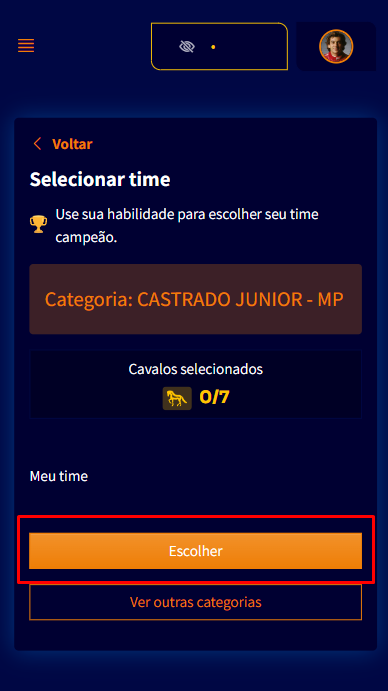 Voltar
Selecionar time
Use sua habilidade para escolher seu time
campeão.
Categoria: CASTRADO JUNIOR - MP
Cavalos selecionados
0/7
Meu time
Escolher
Ver outras categorias